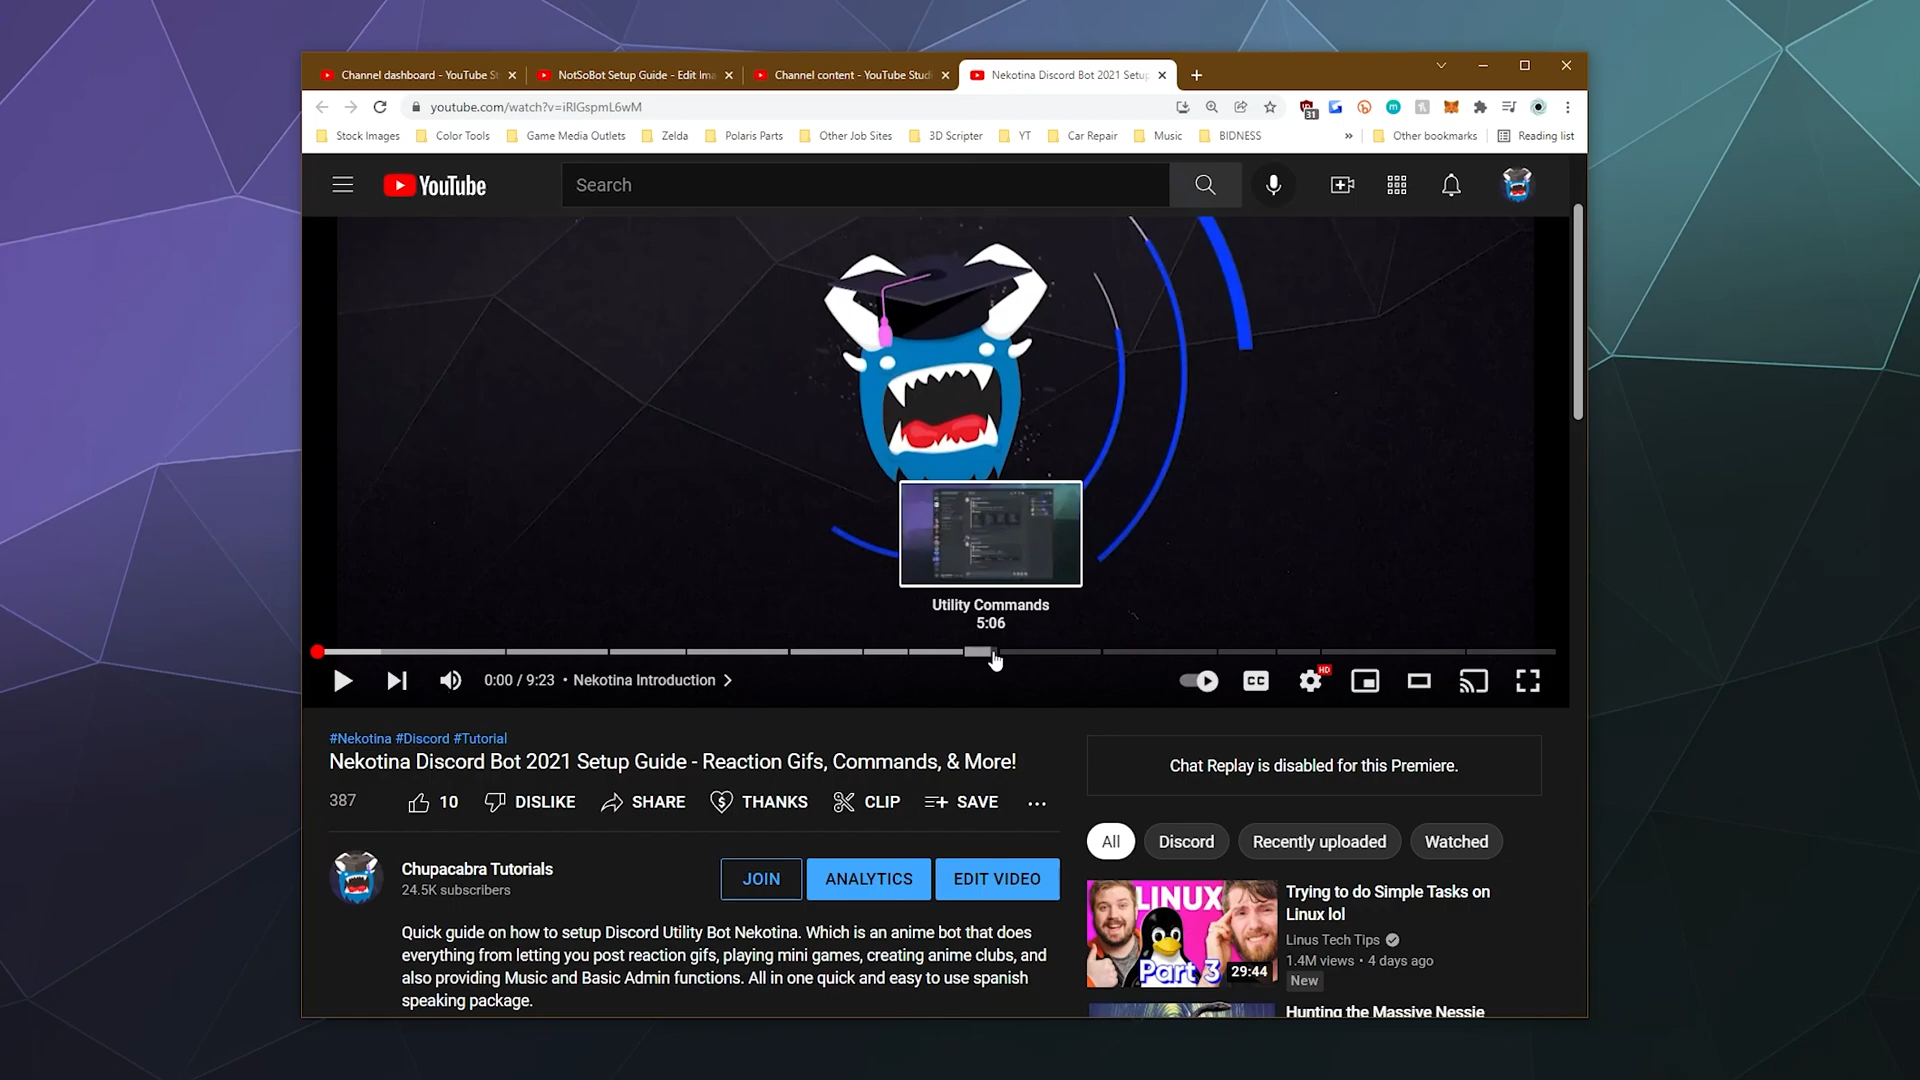 Channel dashboard - YouTube St
NotSoBot Setup Guide - Edit Ima
Channel content - YouTube Studi
Nekotina Discord Bot 2021 Setup
youtube.com/watch?v=iRIGspmL6wM
31
Stock Images
Color Tools
Game Media Outlets
Zelda
Polaris Parts
Other Job Sites
3D Scripter
YT
Car Repair
Music
BIDNESS
»
Other bookmarks
Reading list
YouTube
Search
Utility Commands
5:06
0:00 / 9:23 • Nekotina Introduction
CC
HD
#Nekotina #Discord #Tutorial
Nekotina Discord Bot 2021 Setup Guide - Reaction Gifs, Commands, & More!
387
10
DISLIKE
SHARE
THANKS
CLIP
SAVE
...
Chupacabra Tutorials
24.5K subscribers
JOIN
ANALYTICS
EDIT VIDEO
Quick guide on how to setup Discord Utility Bot Nekotina. Which is an anime bot that does
everything from letting you post reaction gifs, playing mini games, creating anime clubs, and
also providing Music and Basic Admin functions. All in one quick and easy to use spanish
speaking package.
Chat Replay is disabled for this Premiere.
All
Discord
Recently uploaded
Watched
LINUX
Part 3
29:44
Trying to do Simple Tasks on
Linux lol
Linus Tech Tips
1.4M views • 4 days ago
New
Hunting the Massive Nessie